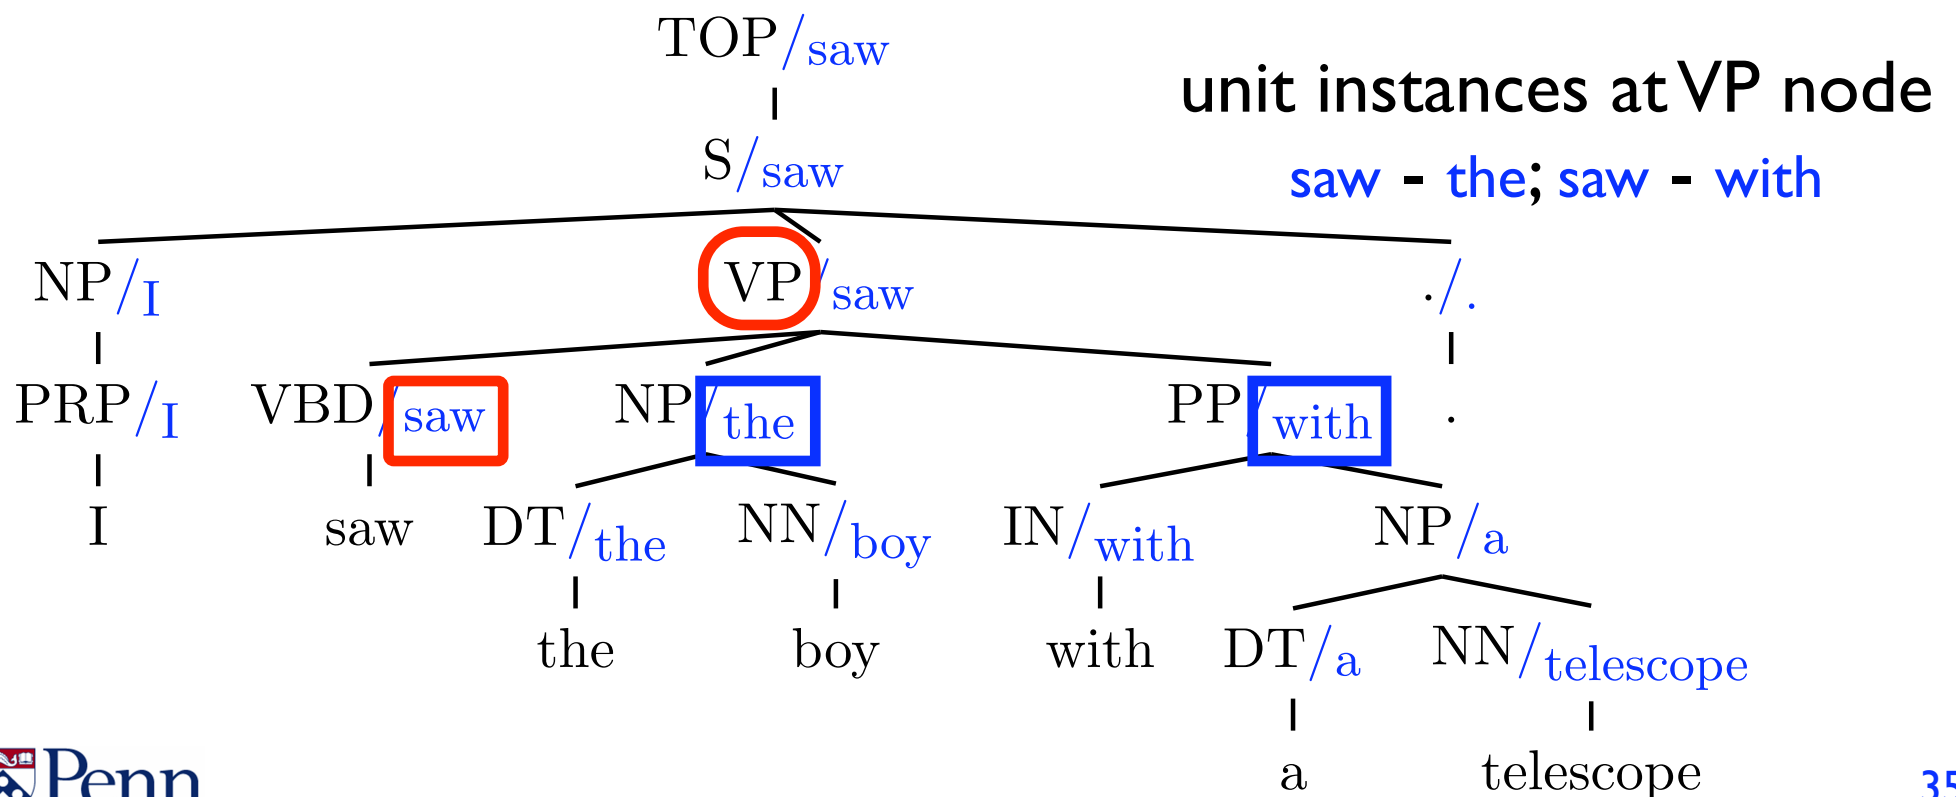 TOP/saw
unit instances at VP node
S/saw
saw - the; saw - with
NP/I VP/saw ./.
PRP/I VBD/saw NP/the PP/with .
I saw DT/the NN/boy IN/with NP/a
the boy with DT/a NN/telescope
Penn a telescope 35